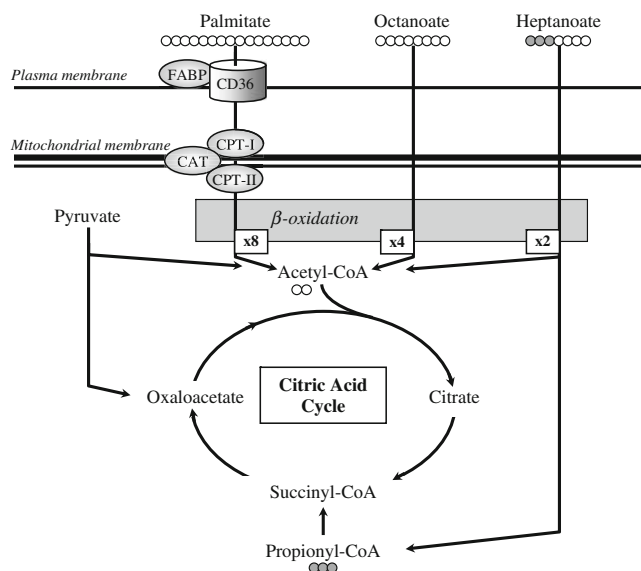 Palmitate Octanoate Heptanoate
FABP
CD36
Plasma membrane
Mitochondrial membrane
CPT-I
CAT
CPT-II
Pyruvate
β-oxidation
x8 x4 x2
Acetyl-CoA
Oxaloacetate
Citric Acid
Cycle
Citrate
Succinyl-CoA
Propionyl-CoA